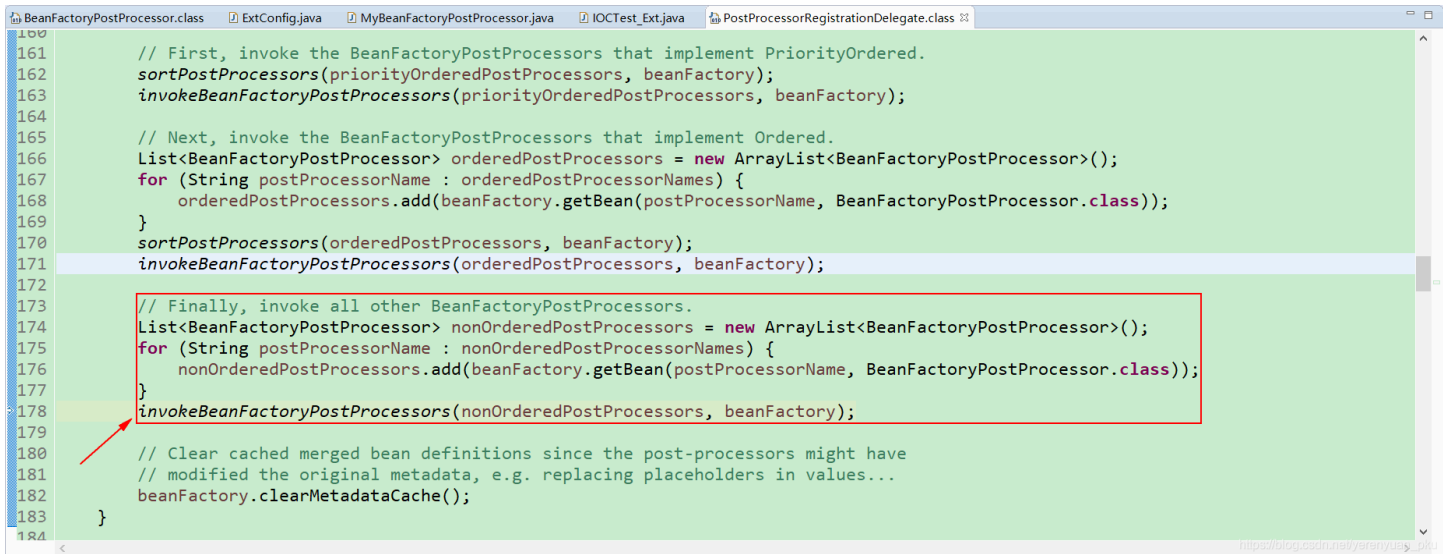 BeanFactoryPostProcessor.class ExtConfig.java MyBeanFactoryPostProcessor.java IOCTest_Ext.java PostProcessorRegistrationDelegate.class
160
161 // First, invoke the BeanFactoryPostProcessors that implement PriorityOrdered.
162 sortPostProcessors(priorityOrderedPostProcessors, beanFactory);
163 invokeBeanFactoryPostProcessors(priorityOrderedPostProcessors, beanFactory);
164
165 // Next, invoke the BeanFactoryPostProcessors that implement Ordered.
166 List<BeanFactoryPostProcessor> orderedPostProcessors = new ArrayList<BeanFactoryPostProcessor>();
167 for (String postProcessorName : orderedPostProcessorNames) {
168 orderedPostProcessors.add(beanFactory.getBean(postProcessorName, BeanFactoryPostProcessor.class));
169 }
170 sortPostProcessors(orderedPostProcessors, beanFactory);
171 invokeBeanFactoryPostProcessors(orderedPostProcessors, beanFactory);
172
173 // Finally, invoke all other BeanFactoryPostProcessors.
174 List<BeanFactoryPostProcessor> nonOrderedPostProcessors = new ArrayList<BeanFactoryPostProcessor>();
175 for (String postProcessorName : nonOrderedPostProcessorNames) {
176 nonOrderedPostProcessors.add(beanFactory.getBean(postProcessorName, BeanFactoryPostProcessor.class));
177 }
178 invokeBeanFactoryPostProcessors(nonOrderedPostProcessors, beanFactory);
179
180 // Clear cached merged bean definitions since the post-processors might have
181 // modified the original metadata, e.g. replacing placeholders in values...
182 beanFactory.clearMetadataCache();
183 }
184